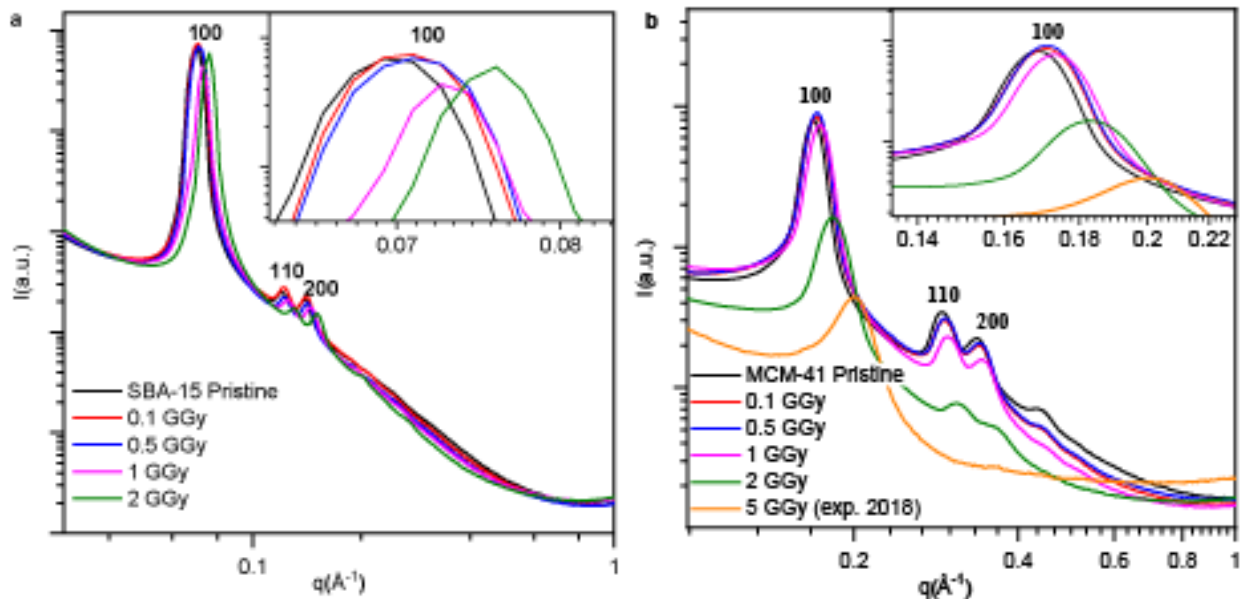 a
100
100
0.07
0.08
110
200
I(a.u.)
SBA-15 Pristine
0.1 GGy
0.5 GGy
1 GGy
2 GGy
0.1
1
q(Å⁻¹)
b
100
100
0.14
0.16
0.18
0.2
0.22
110
200
I(a.u.)
MCM-41 Pristine
0.1 GGy
0.5 GGy
1 GGy
2 GGy
5 GGy (exp. 2018)
0.2
0.4
0.6
0.8
1
q(Å⁻¹)